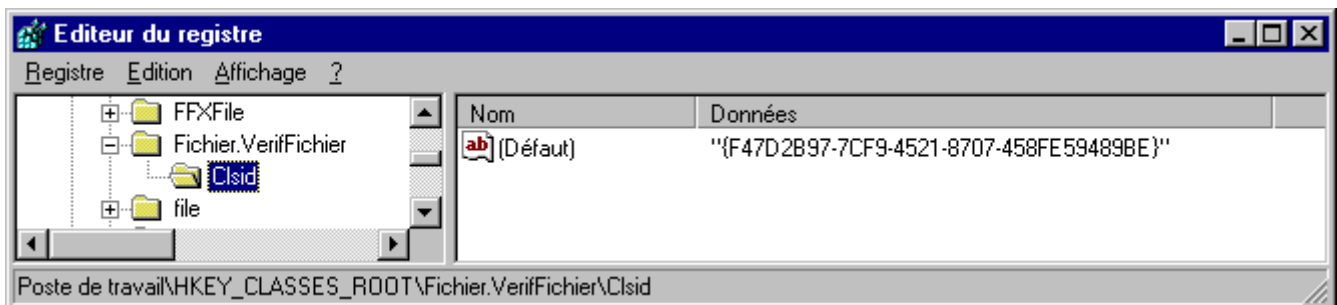 Editeur du registre
Registre Edition Affichage ?
FFXFile
Fichier.VerifFichier
Clsid
file
Nom Données
ab (Défaut) "{F47D2B97-7CF9-4521-8707-458FE59489BE}"
Poste de travail\HKEY_CLASSES_ROOT\Fichier.VerifFichier\Clsid